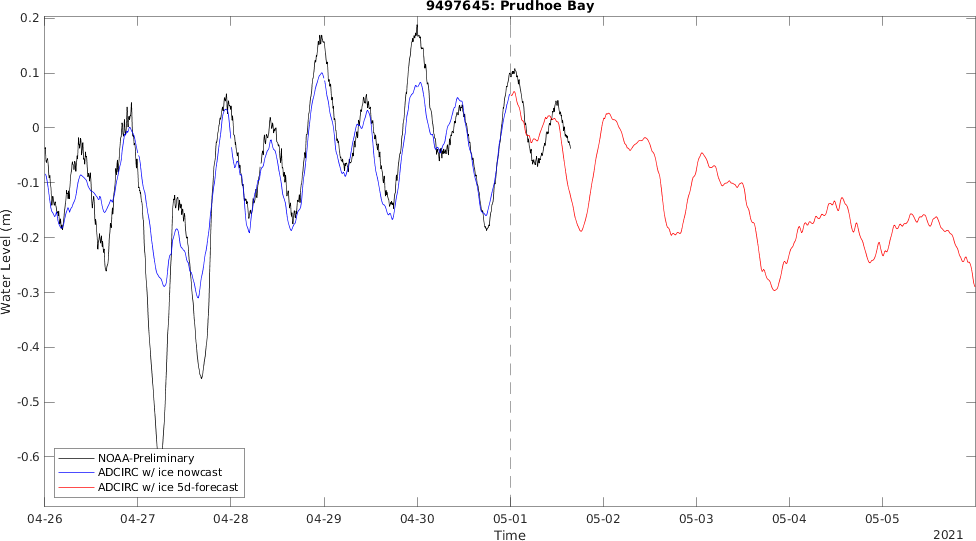 9497645: Prudhoe Bay
0.2
0.1
0
-0.1
-0.2
-0.3
-0.4
-0.5
-0.6
Water Level (m)
NOAA-Preliminary
ADCIRC w/ ice nowcast
ADCIRC w/ ice 5d-forecast
04-26 04-27 04-28 04-29 04-30 05-01 05-02 05-03 05-04 05-05
Time
2021